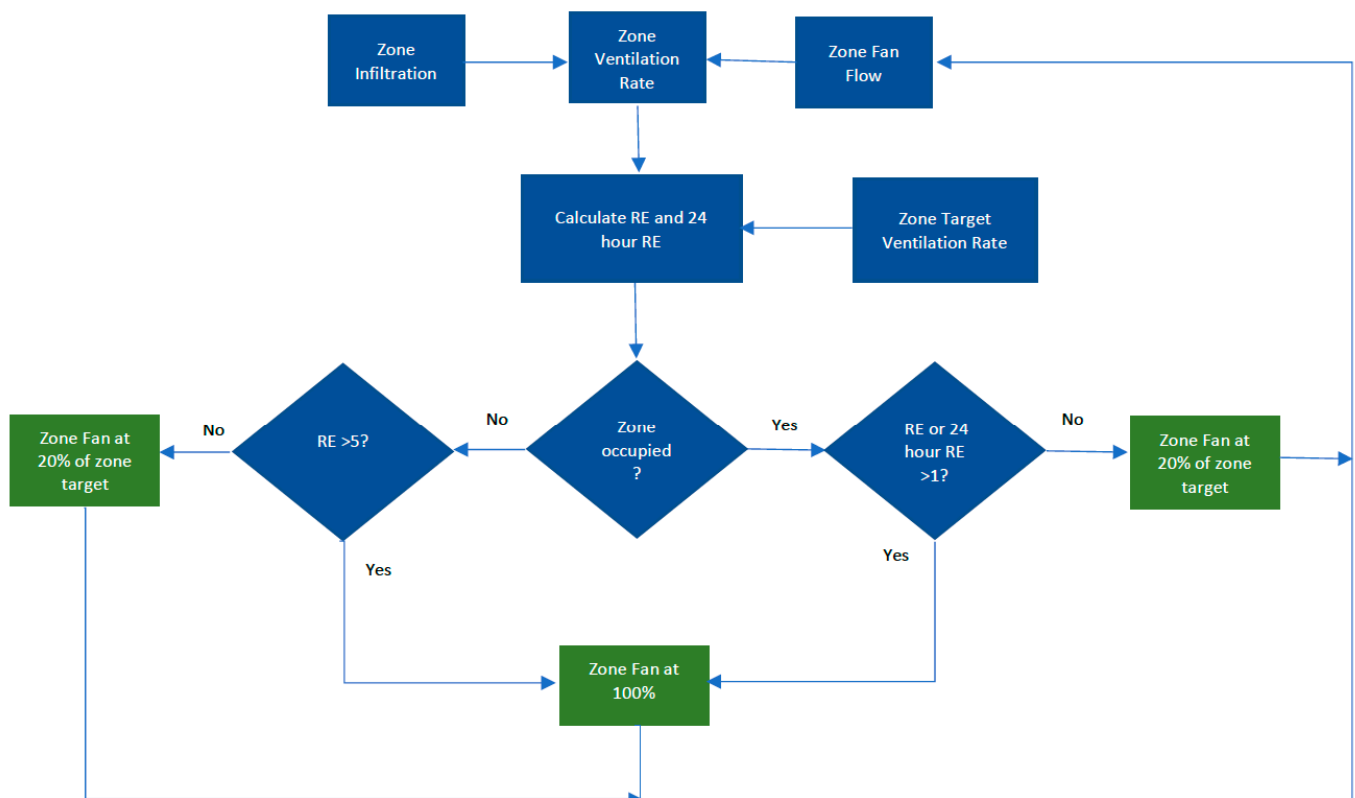 Zone
Infiltration
Zone
Ventilation
Rate
Zone Fan
Flow
Calculate RE and 24
hour RE
Zone Target
Ventilation Rate
Zone Fan at
20% of zone
target
No
RE >5?
No
Zone
occupied
?
Yes
RE or 24
hour RE
>1?
No
Zone Fan at
20% of zone
target
Yes
Yes
Zone Fan at
100%